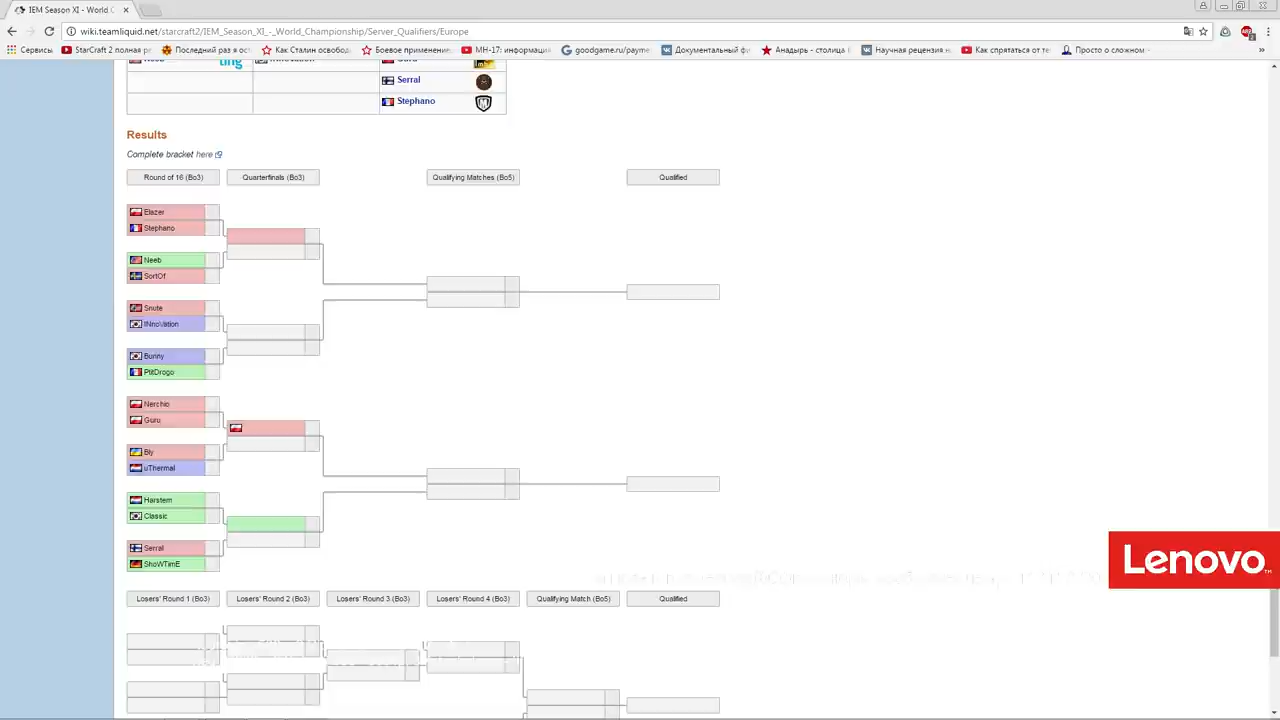 IEM Season XI - World C
wiki.teamliquid.net/starcraft2/IEM_Season_XI_-_World_Championship/Server_Qualifiers/Europe
Сервисы
StarCraft 2 полная р
Последний раз я ост
Как Сталин освобод
Боевое применение
МН-17: информаци
goodgame.ru/payme
Документальный фи
Анадырь - столица
Научная рецензия н
Как спрятаться от те
Просто о сложном -
Neeb
Serral
Stephano
Results
Complete bracket here
Round of 16 (Bo3)
Quarterfinals (Bo3)
Qualifying Matches (Bo5)
Qualified
Elazer
Stephano
Neeb
SortOf
Snute
INnoVation
Bunny
PtitDrogo
Nerchio
Guru
Bly
uThermal
Harstem
Classic
Serral
ShoWTimE
Lenovo
Losers' Round 1 (Bo3)
Losers' Round 2 (Bo3)
Losers' Round 3 (Bo3)
Losers' Round 4 (Bo3)
Qualifying Match (Bo5)
Qualified